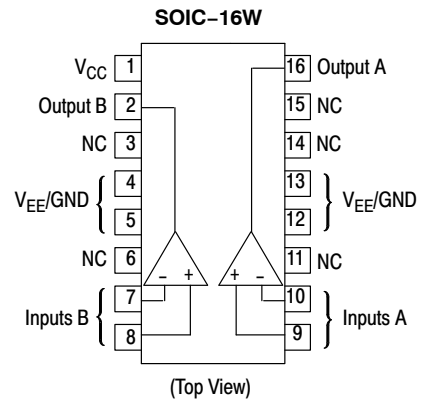 SOIC–16W
VCC 1 16 Output A
Output B 2 15 NC
NC 3 14 NC
4 13
VEE/GND VEE/GND
5 12
NC 6 11 NC
– + + –
7 10
Inputs B Inputs A
8 9
(Top View)